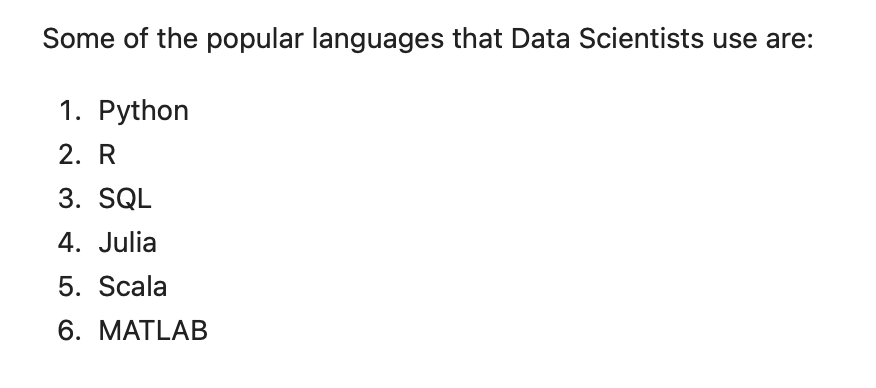 Some of the popular languages that Data Scientists use are:
1. Python
2. R
3. SQL
4. Julia
5. Scala
6. MATLAB